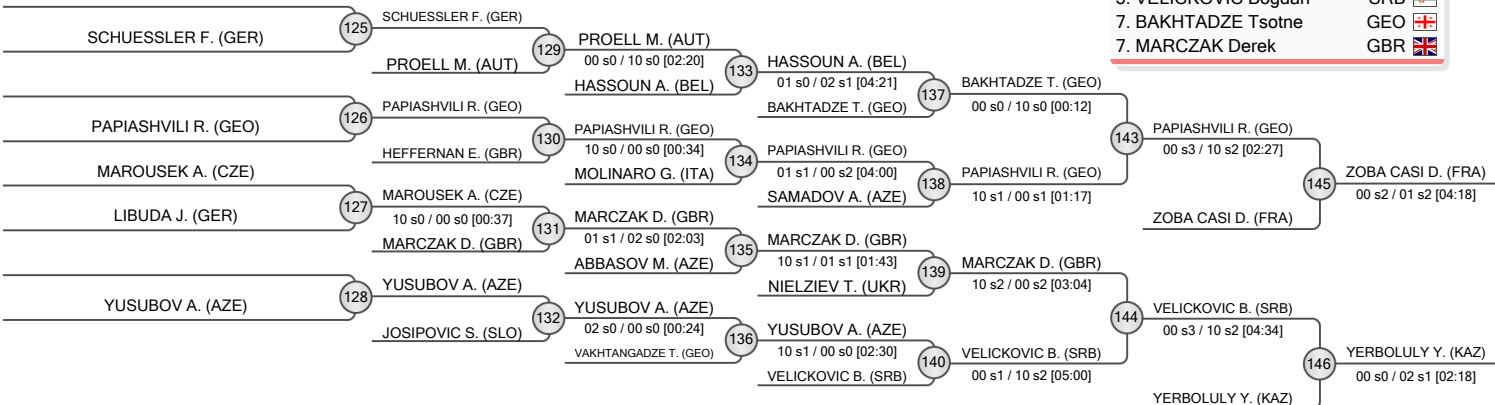 5. VELICKOVIC Bogdan SRB
7. BAKHTADZE Tsotne GEO
7. MARCZAK Derek GBR
SCHUESSLER F. (GER)
125
SCHUESSLER F. (GER)
PROELL M. (AUT)
129
PROELL M. (AUT)
00 s0 / 10 s0 [02:20]
HASSOUN A. (BEL)
133
HASSOUN A. (BEL)
01 s0 / 02 s1 [04:21]
BAKHTADZE T. (GEO)
137
BAKHTADZE T. (GEO)
00 s0 / 10 s0 [00:12]
PAPIASHVILI R. (GEO)
126
PAPIASHVILI R. (GEO)
HEFFERNAN E. (GBR)
130
PAPIASHVILI R. (GEO)
10 s0 / 00 s0 [00:34]
MOLINARO G. (ITA)
134
PAPIASHVILI R. (GEO)
01 s1 / 00 s2 [04:00]
SAMADOV A. (AZE)
138
PAPIASHVILI R. (GEO)
10 s1 / 00 s1 [01:17]
143
PAPIASHVILI R. (GEO)
00 s3 / 10 s2 [02:27]
ZOBA CASI D. (FRA)
145
ZOBA CASI D. (FRA)
00 s2 / 01 s2 [04:18]
MAROUSEK A. (CZE)
LIBUDA J. (GER)
127
MAROUSEK A. (CZE)
10 s0 / 00 s0 [00:37]
MARCZAK D. (GBR)
131
MARCZAK D. (GBR)
01 s1 / 02 s0 [02:03]
ABBASOV M. (AZE)
135
MARCZAK D. (GBR)
10 s1 / 01 s1 [01:43]
NIELZIEV T. (UKR)
139
MARCZAK D. (GBR)
10 s2 / 00 s2 [03:04]
YUSUBOV A. (AZE)
128
YUSUBOV A. (AZE)
JOSIPOVIC S. (SLO)
132
YUSUBOV A. (AZE)
02 s0 / 00 s0 [00:24]
VAKHTANGADZE T. (GEO)
136
YUSUBOV A. (AZE)
10 s1 / 00 s0 [02:30]
VELICKOVIC B. (SRB)
140
VELICKOVIC B. (SRB)
00 s1 / 10 s2 [05:00]
144
VELICKOVIC B. (SRB)
00 s3 / 10 s2 [04:34]
YERBOLULY Y. (KAZ)
146
YERBOLULY Y. (KAZ)
00 s0 / 02 s1 [02:18]